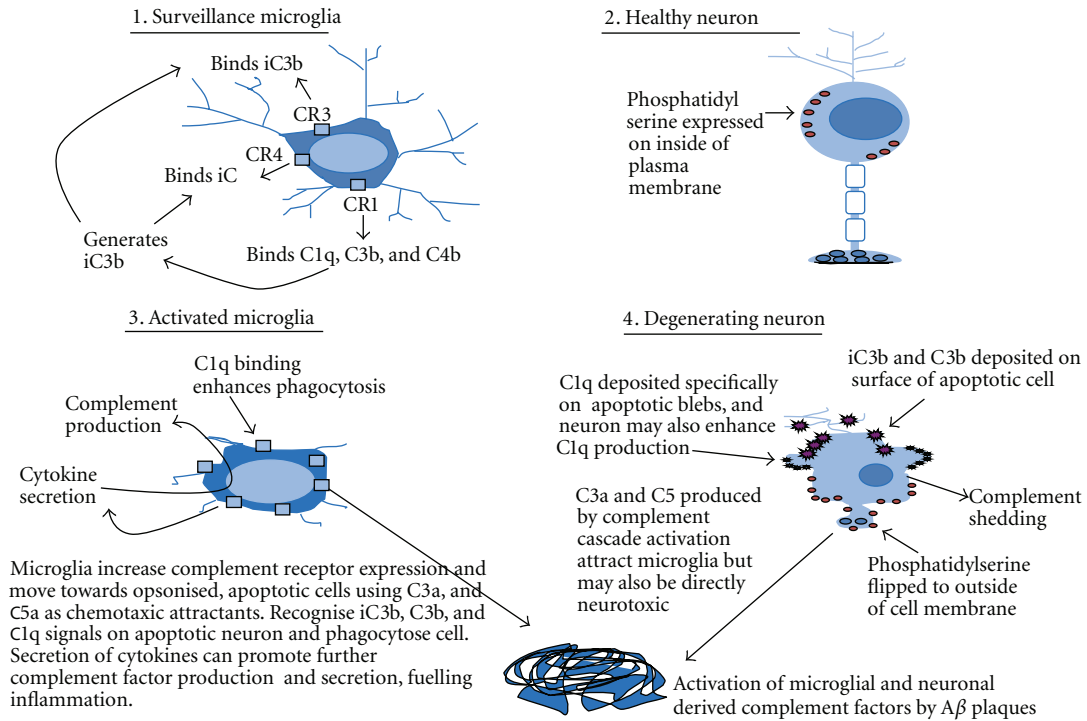 1. Surveillance microglia
Binds iC3b
CR3
CR4
Binds iC
CR1
Generates
iC3b
Binds C1q, C3b, and C4b
2. Healthy neuron
Phosphatidyl
serine expressed
on inside of
plasma
membrane
3. Activated microglia
C1q binding
enhances phagocytosis
Complement
production
Cytokine
secretion
Microglia increase complement receptor expression and
move towards opsonised, apoptotic cells using C3a, and
C5a as chemotaxic attractants. Recognise iC3b, C3b, and
C1q signals on apoptotic neuron and phagocytose cell.
Secretion of cytokines can promote further
complement factor production and secretion, fuelling
inflammation.
4. Degenerating neuron
iC3b and C3b deposited on
surface of apoptotic cell
C1q deposited specifically
on apoptotic blebs, and
neuron may also enhance
C1q production
C3a and C5 produced
by complement
cascade activation
attract microglia but
may also be directly
neurotoxic
Complement
shedding
Phosphatidylserine
flipped to outside
of cell membrane
Activation of microglial and neuronal
derived complement factors by Aβ plaques